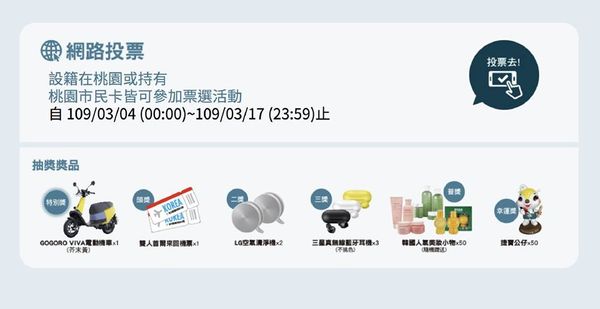 網路投票
設籍在桃園或持有
桃園市民卡皆可參加票選活動
自 109/03/04 (00:00)~109/03/17 (23:59)止
投票去!
抽獎獎品
特別獎
GOGORO VIVA電動機車x1
(芥末黃)
頭獎
KOREA
KOREA
雙人首爾來回機票x1
二獎
LG空氣清淨機x2
三獎
三星真無線藍牙耳機x3
(不挑色)
普獎
韓國人氣美妝小物x50
(隨機贈送)
幸運獎
捷寶公仔x50